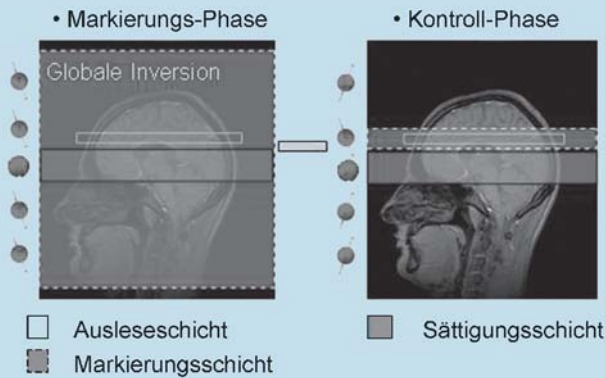 • Markierungs-Phase
• Kontroll-Phase
Globale Inversion
Ausleseschicht
Sättigungsschicht
Markierungsschicht